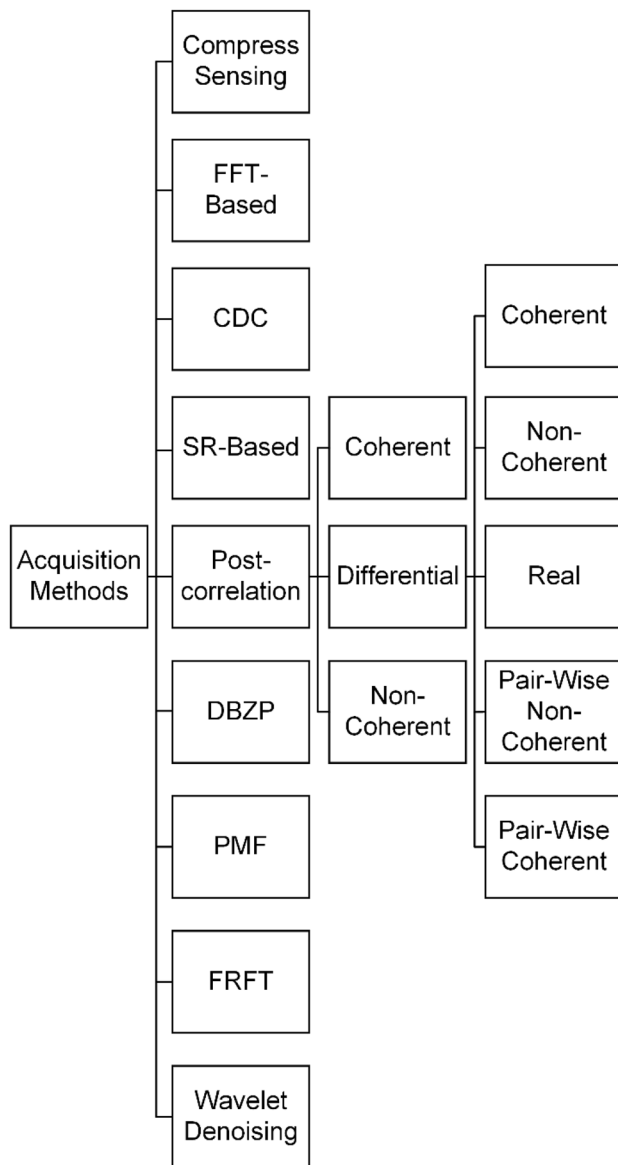 Acquisition
Methods
Compress
Sensing
FFT-
Based
CDC
SR-Based
Post-
correlation
DBZP
PMF
FRFT
Wavelet
Denoising
Coherent
Differential
Non-
Coherent
Coherent
Non-
Coherent
Real
Pair-Wise
Non-
Coherent
Pair-Wise
Coherent